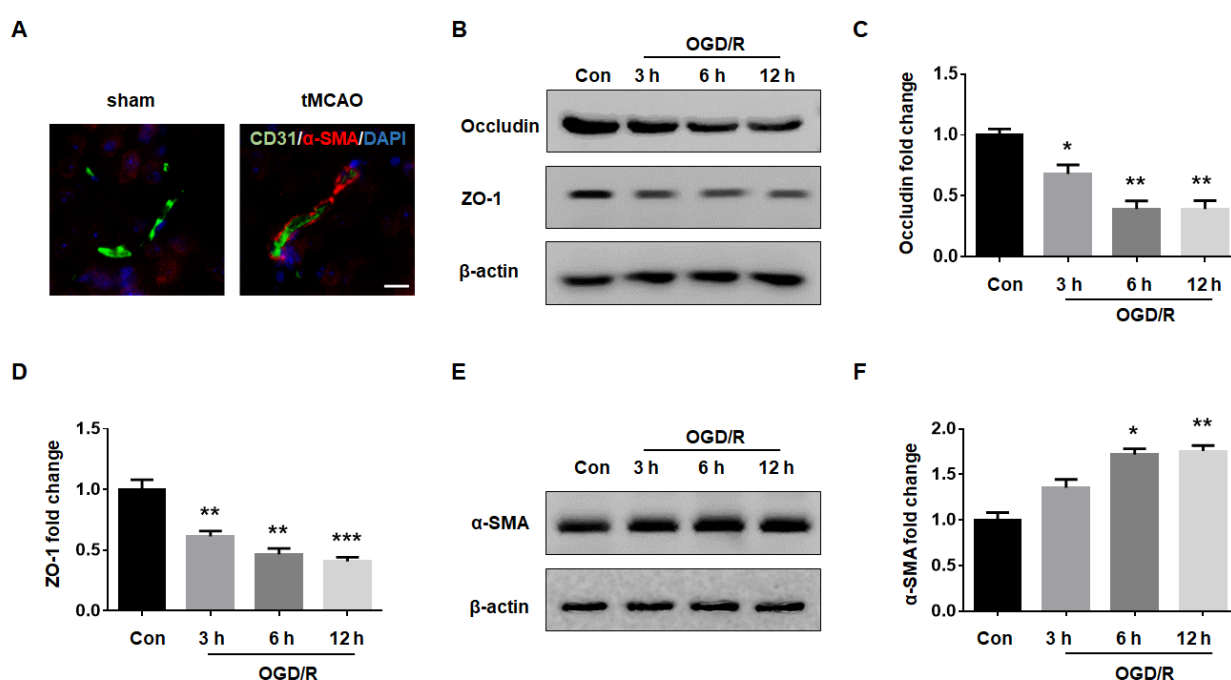 A
sham
tMCAO
CD31/α-SMA/DAPI
B
OGD/R
Con 3 h 6 h 12 h
Occludin
ZO-1
β-actin
C
Occludin fold change
1.5
1.0
0.5
0.0
*
**
**
Con 3 h 6 h 12 h
OGD/R
D
ZO-1 fold change
1.5
1.0
0.5
0.0
**
**
***
Con 3 h 6 h 12 h
OGD/R
E
OGD/R
Con 3 h 6 h 12 h
α-SMA
β-actin
F
α-SMA fold change
2.0
1.5
1.0
0.5
0.0
*
**
Con 3 h 6 h 12 h
OGD/R